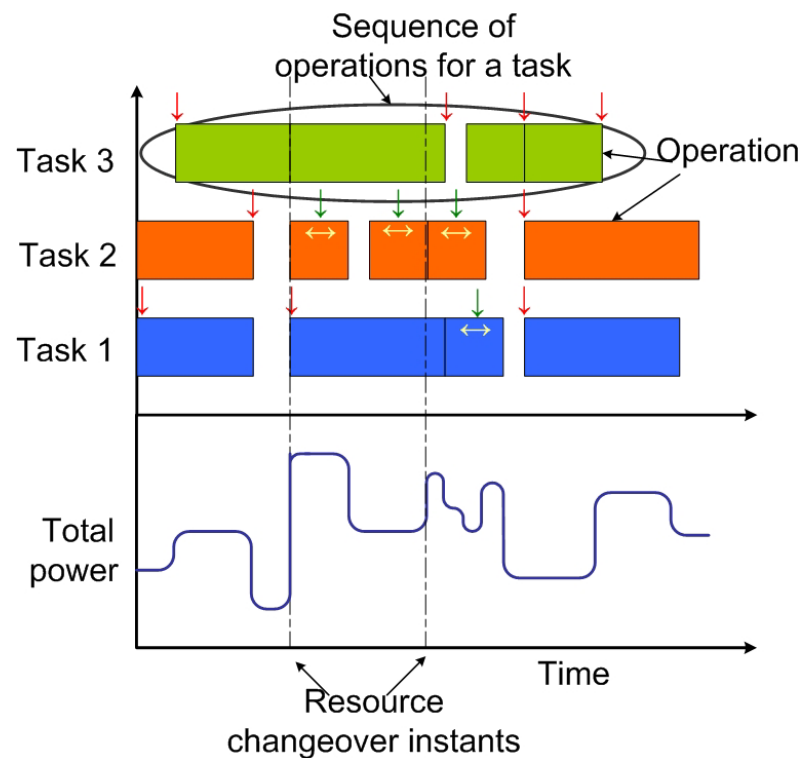 Sequence of
operations for a task
Task 3
Operation
Task 2
Task 1
Total
power
Time
Resource
changeover instants